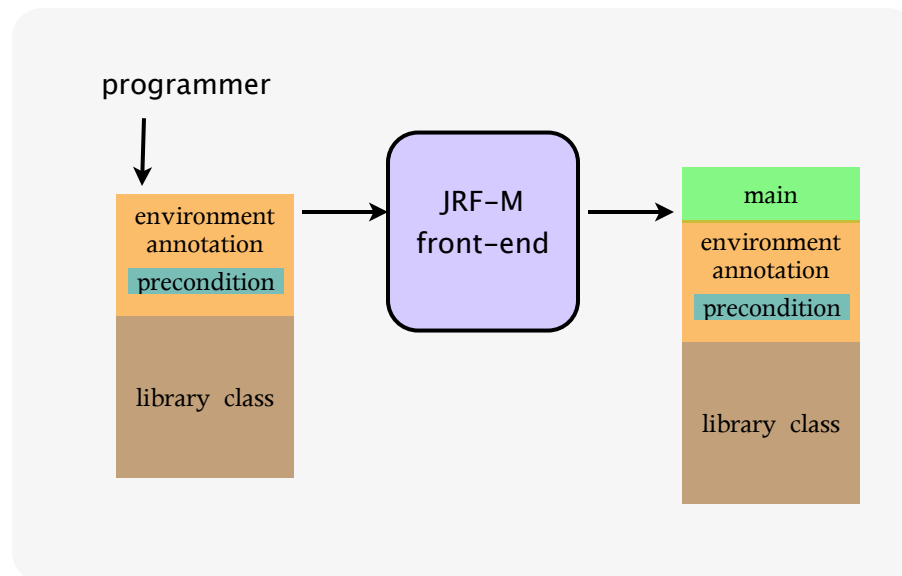 programmer
environment
annotation
precondition
library class
JRF-M
front-end
main
environment
annotation
precondition
library class